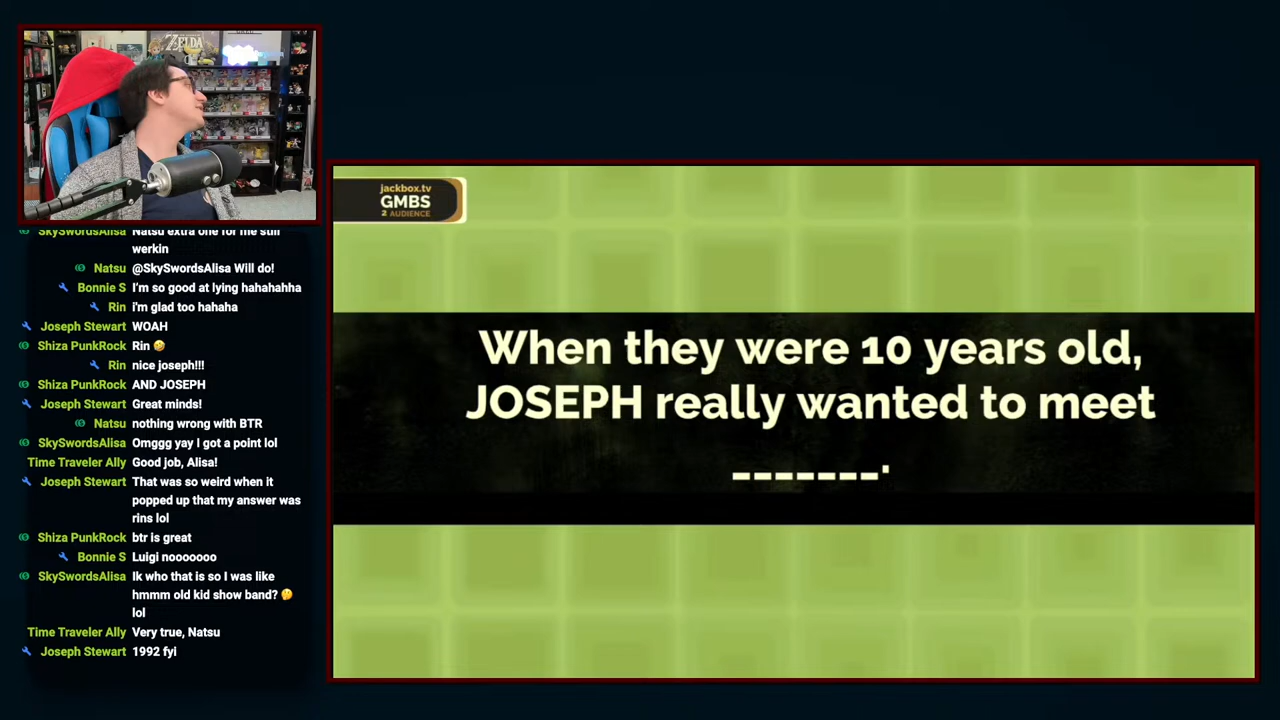 ZELDA
SkySwordsAlisa Natsu extra one for me still
werkin
Natsu @SkySwordsAlisa Will do!
Bonnie S I'm so good at lying hahahahha
Rin i'm glad too hahaha
Joseph Stewart WOAH
Shiza PunkRock Rin 🤣
Rin nice joseph!!!
Shiza PunkRock AND JOSEPH
Joseph Stewart Great minds!
Natsu nothing wrong with BTR
SkySwordsAlisa Omggg yay I got a point lol
Time Traveler Ally Good job, Alisa!
Joseph Stewart That was so weird when it
popped up that my answer was
rins lol
Shiza PunkRock btr is great
Bonnie S Luigi nooooooo
SkySwordsAlisa Ik who that is so I was like
hmmm old kid show band? 🤔
lol
Time Traveler Ally Very true, Natsu
Joseph Stewart 1992 fyi
jackbox.tv
GMBS
2 AUDIENCE
When they were 10 years old,
JOSEPH really wanted to meet
_______.